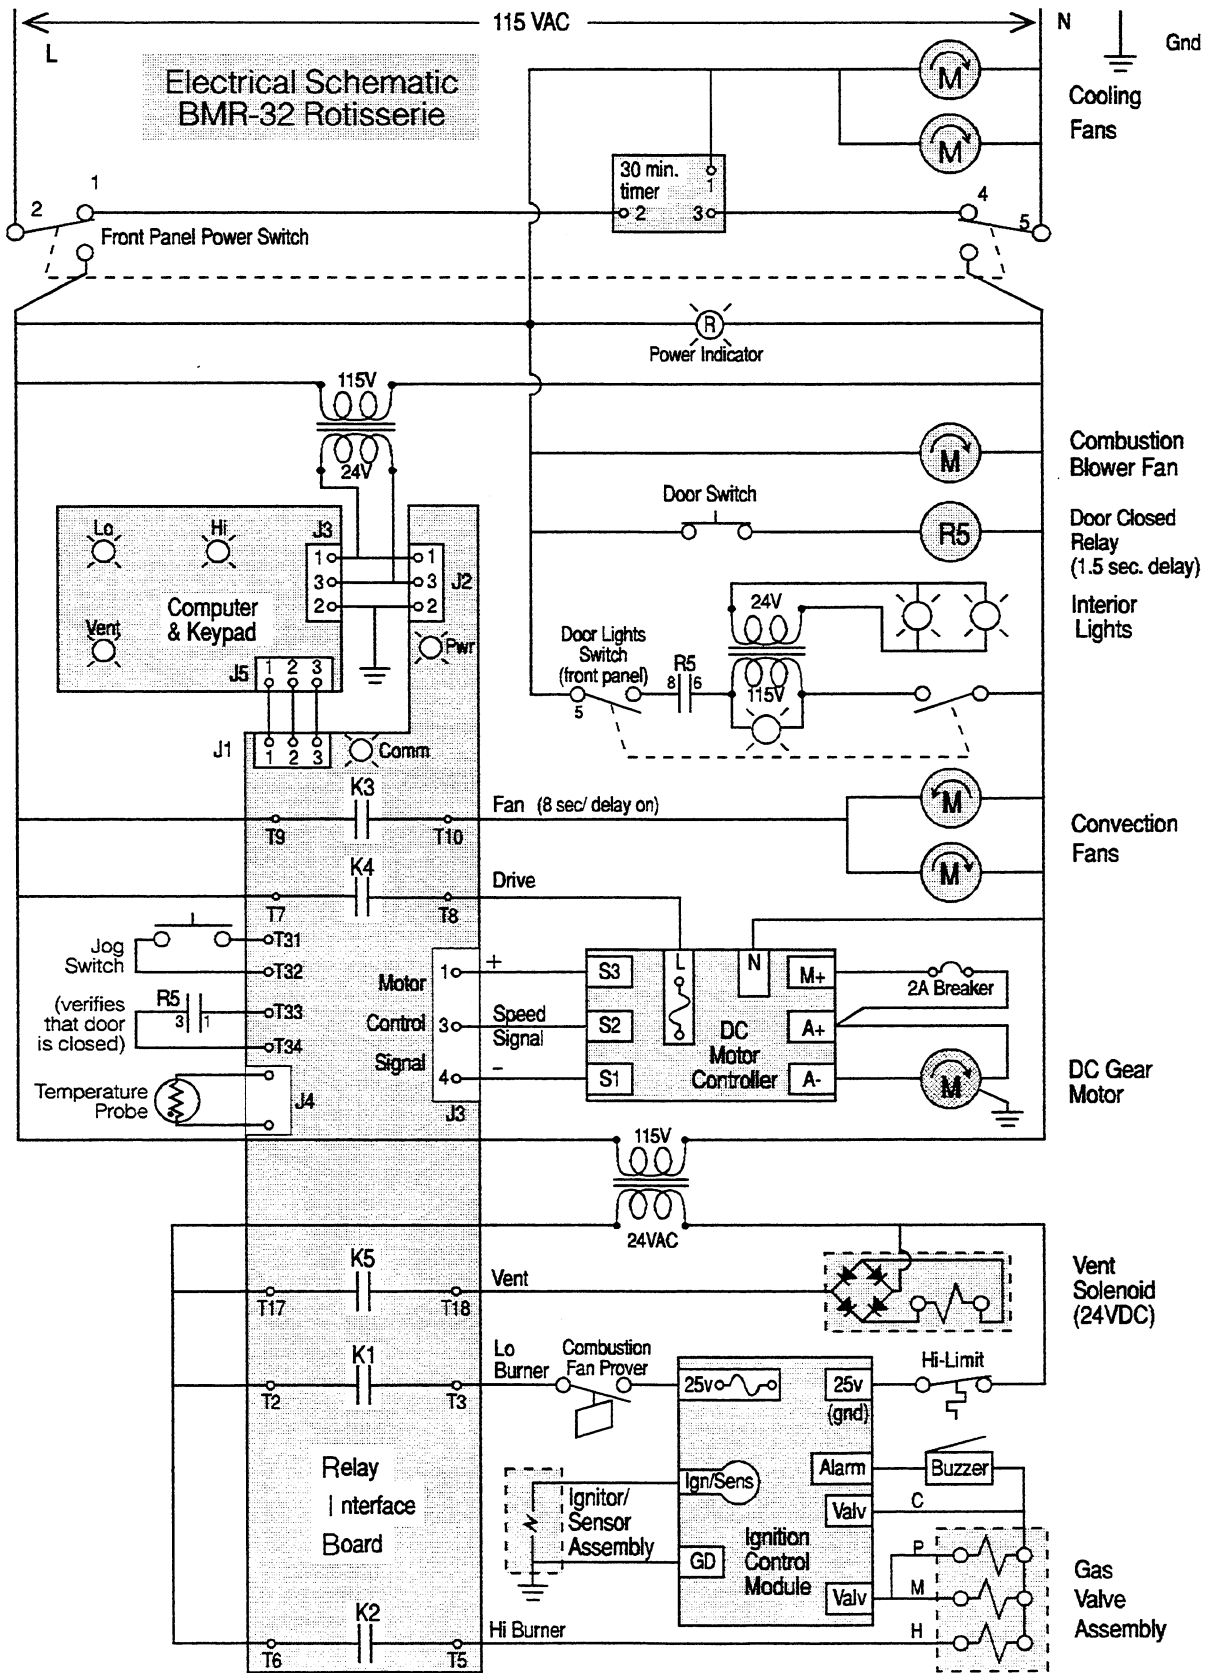 115 VAC
L
N
Gnd
Electrical Schematic
BMR-32 Rotisserie
M
M
Cooling
Fans
30 min.
timer
1
2
3
1
2
Front Panel Power Switch
4
5
R
Power Indicator
115V
24V
M
Combustion
Blower Fan
Door Switch
R5
Door Closed
Relay
(1.5 sec. delay)
Lo
Hi
Vent
Computer
& Keypad
J3
1
3
2
1
3
2
J2
Pwr
J5
1 2 3
J1
1 2 3
Comm
24V
115V
Interior
Lights
Door Lights
Switch
(front panel)
5
R5
8
6
K3
T9
T10
Fan (8 sec/ delay on)
M
M
Convection
Fans
K4
T7
T8
Drive
Jog
Switch
T31
T32
(verifies
that door
is closed)
R5
3
1
T33
T34
Temperature
Probe
J4
Motor
Control
Signal
1
3
4
J3
+
Speed
Signal
–
S3
S2
S1
L
N
DC
Motor
Controller
M+
A+
A-
2A Breaker
M
DC Gear
Motor
115V
24VAC
K5
T17
T18
Vent
Vent
Solenoid
(24VDC)
K1
T2
T3
Lo
Burner
Combustion
Fan Prover
25v
25v
(gnd)
Hi-Limit
Relay
Interface
Board
Ignitor/
Sensor
Assembly
Ign/Sens
GD
Ignition
Control
Module
Alarm
Buzzer
Valv
C
Valv
P
M
H
Gas
Valve
Assembly
K2
T6
T5
Hi Burner